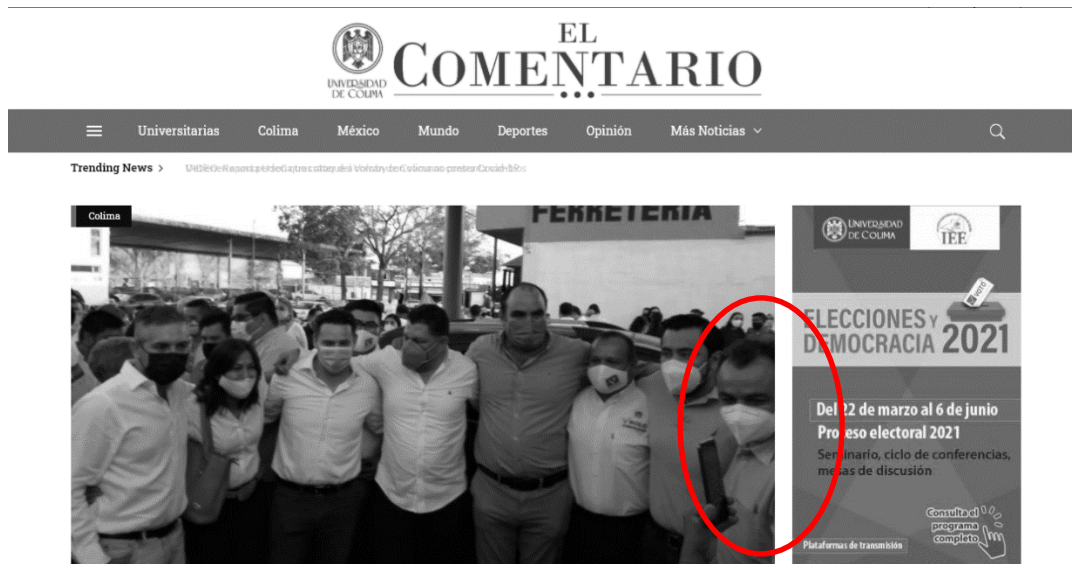 UNIVERSIDAD
DE COLIMA
EL
COMENTARIO
Universitarias Colima México Mundo Deportes Opinión Más Noticias
Trending News >
Colima
FERRETERIA
UNIVERSIDAD
DE COLIMA
IEE
VOTÓ
ELECCIONES Y
DEMOCRACIA 2021
Del 22 de marzo al 6 de junio
Proceso electoral 2021
Seminario, ciclo de conferencias,
mesas de discusión
Consulta el
programa
completo
Plataformas de transmisión